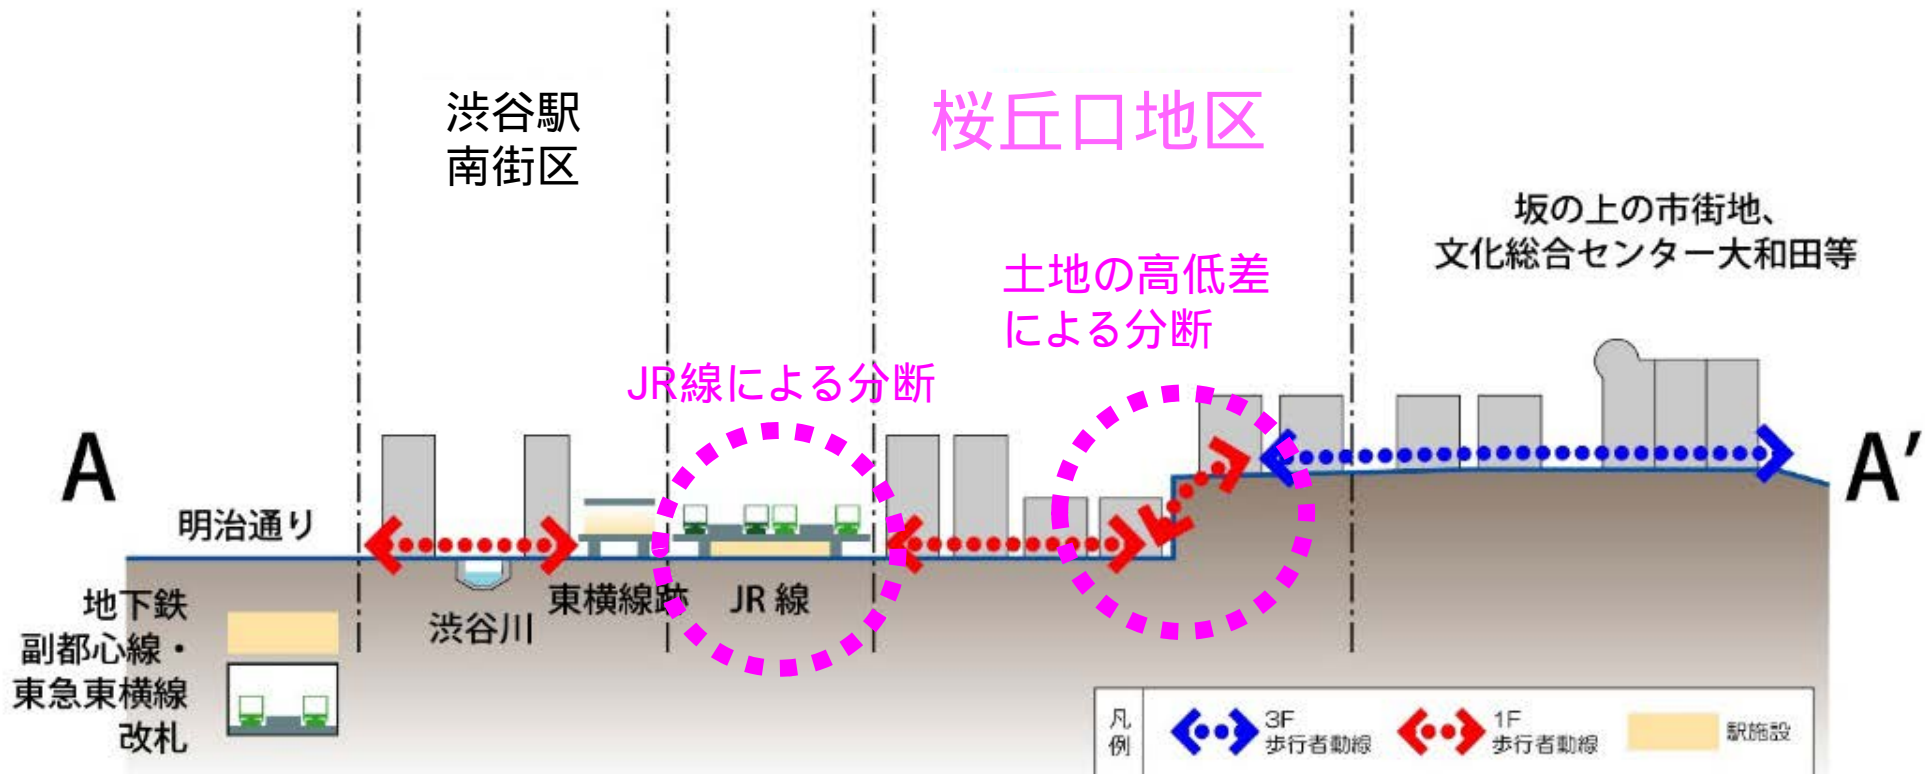 渋谷駅
南街区
桜丘口地区
坂の上の市街地、
文化総合センター大和田等
土地の高低差
による分断
JR線による分断
A
A′
明治通り
地下鉄
副都心線・
東急東横線
改札
渋谷川
東横線跡
JR 線
凡
例
3F
歩行者動線
1F
歩行者動線
駅施設